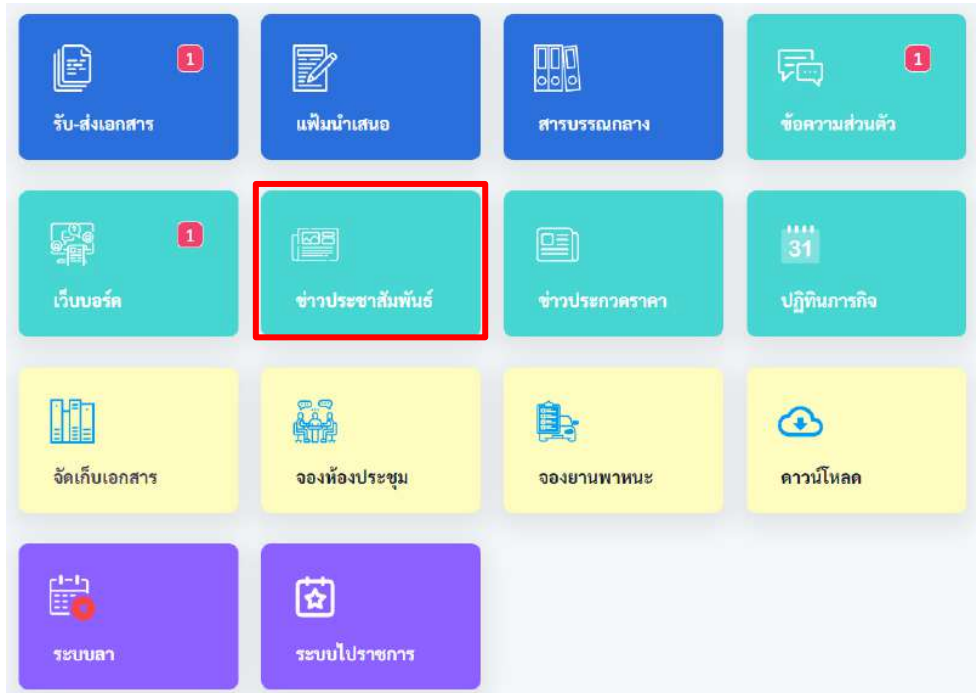 1
รับ-ส่งเอกสาร
แฟ้มนำเสนอ
สารบรรณกลาง
1
ข้อความส่วนตัว
1
เว็บบอร์ด
ข่าวประชาสัมพันธ์
ข่าวประกวดราคา
31
ปฏิทินภารกิจ
จัดเก็บเอกสาร
จองห้องประชุม
จองยานพาหนะ
ดาวน์โหลด
ระบบลา
ระบบไปราชการ